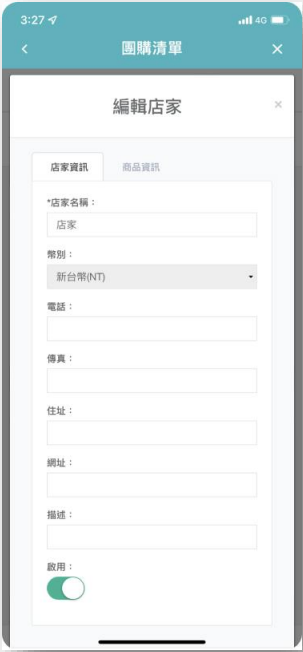 3:27 4G
團購清單
編輯店家
店家資訊 商品資訊
*店家名稱：
店家
幣別：
新台幣(NT)
電話：
傳真：
住址：
網址：
描述：
啟用：